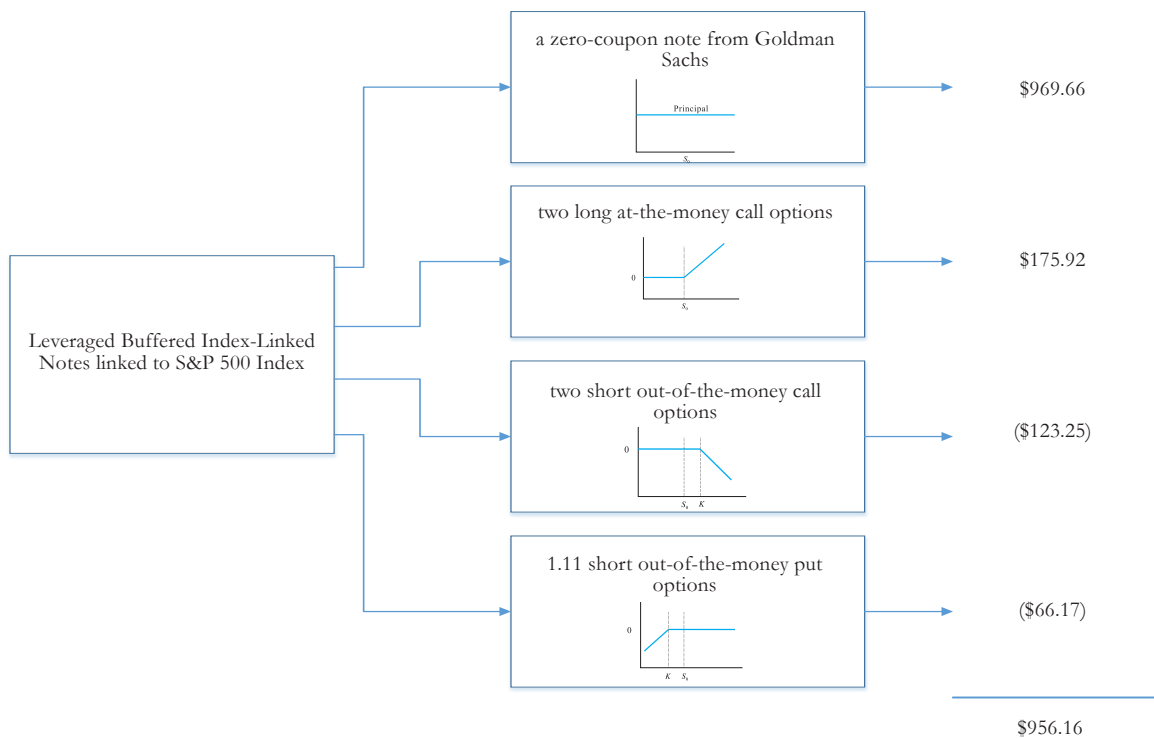 a zero-coupon note from Goldman
Sachs
Principal
S₀
$969.66
two long at-the-money call options
0
S₀
$175.92
Leveraged Buffered Index-Linked
Notes linked to S&P 500 Index
two short out-of-the-money call
options
0
S₀ K
($123.25)
1.11 short out-of-the-money put
options
0
K S₀
($66.17)
$956.16